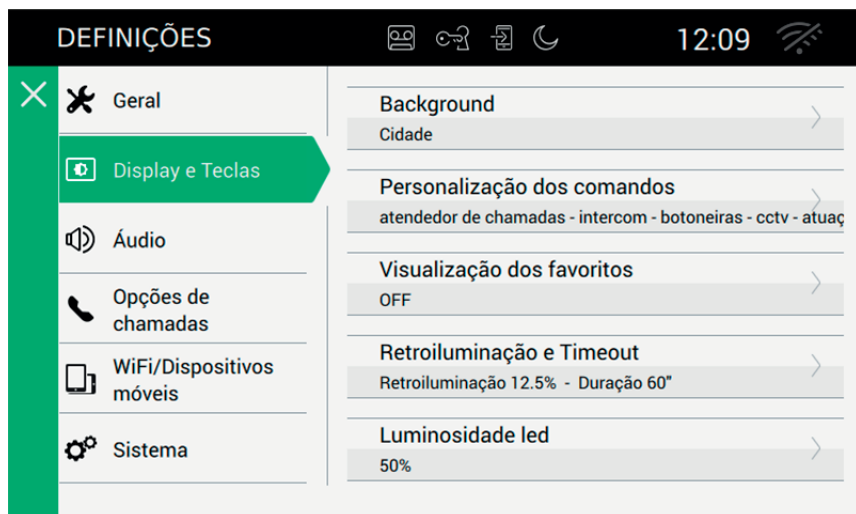 DEFINIÇÕES
12:09
Geral
Display e Teclas
Áudio
Opções de
chamadas
WiFi/Dispositivos
móveis
Sistema
Background
Cidade
Personalização dos comandos
atendedor de chamadas - intercom - botoneiras - cctv - atuaç
Visualização dos favoritos
OFF
Retroiluminação e Timeout
Retroiluminação 12.5% - Duração 60"
Luminosidade led
50%